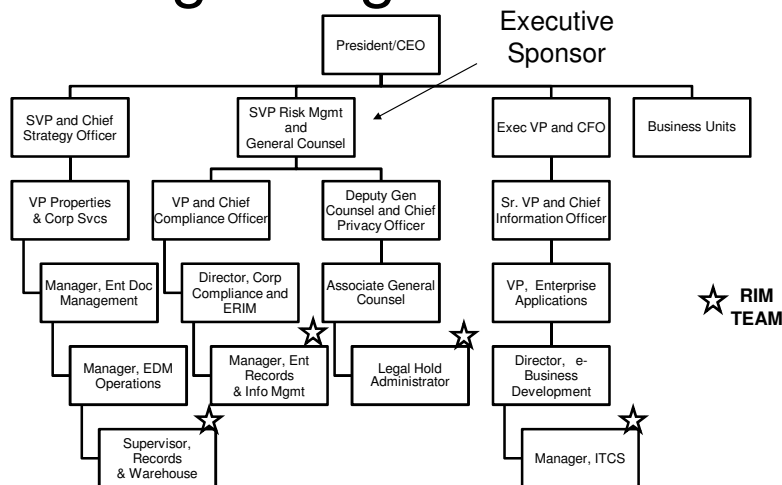 Executive
Sponsor
President/CEO
SVP and Chief
Strategy Officer
SVP Risk Mgmt
and
General Counsel
Exec VP and CFO
Business Units
VP Properties
& Corp Svcs
VP and Chief
Compliance Officer
Deputy Gen
Counsel and Chief
Privacy Officer
Sr. VP and Chief
Information Officer
Manager, Ent Doc
Management
Director, Corp
Compliance and
ERIM
Associate General
Counsel
VP, Enterprise
Applications
RIM
TEAM
Manager, EDM
Operations
Manager, Ent
Records
& Info Mgmt
Legal Hold
Administrator
Director, e-
Business
Development
Supervisor,
Records
& Warehouse
Manager, ITCS